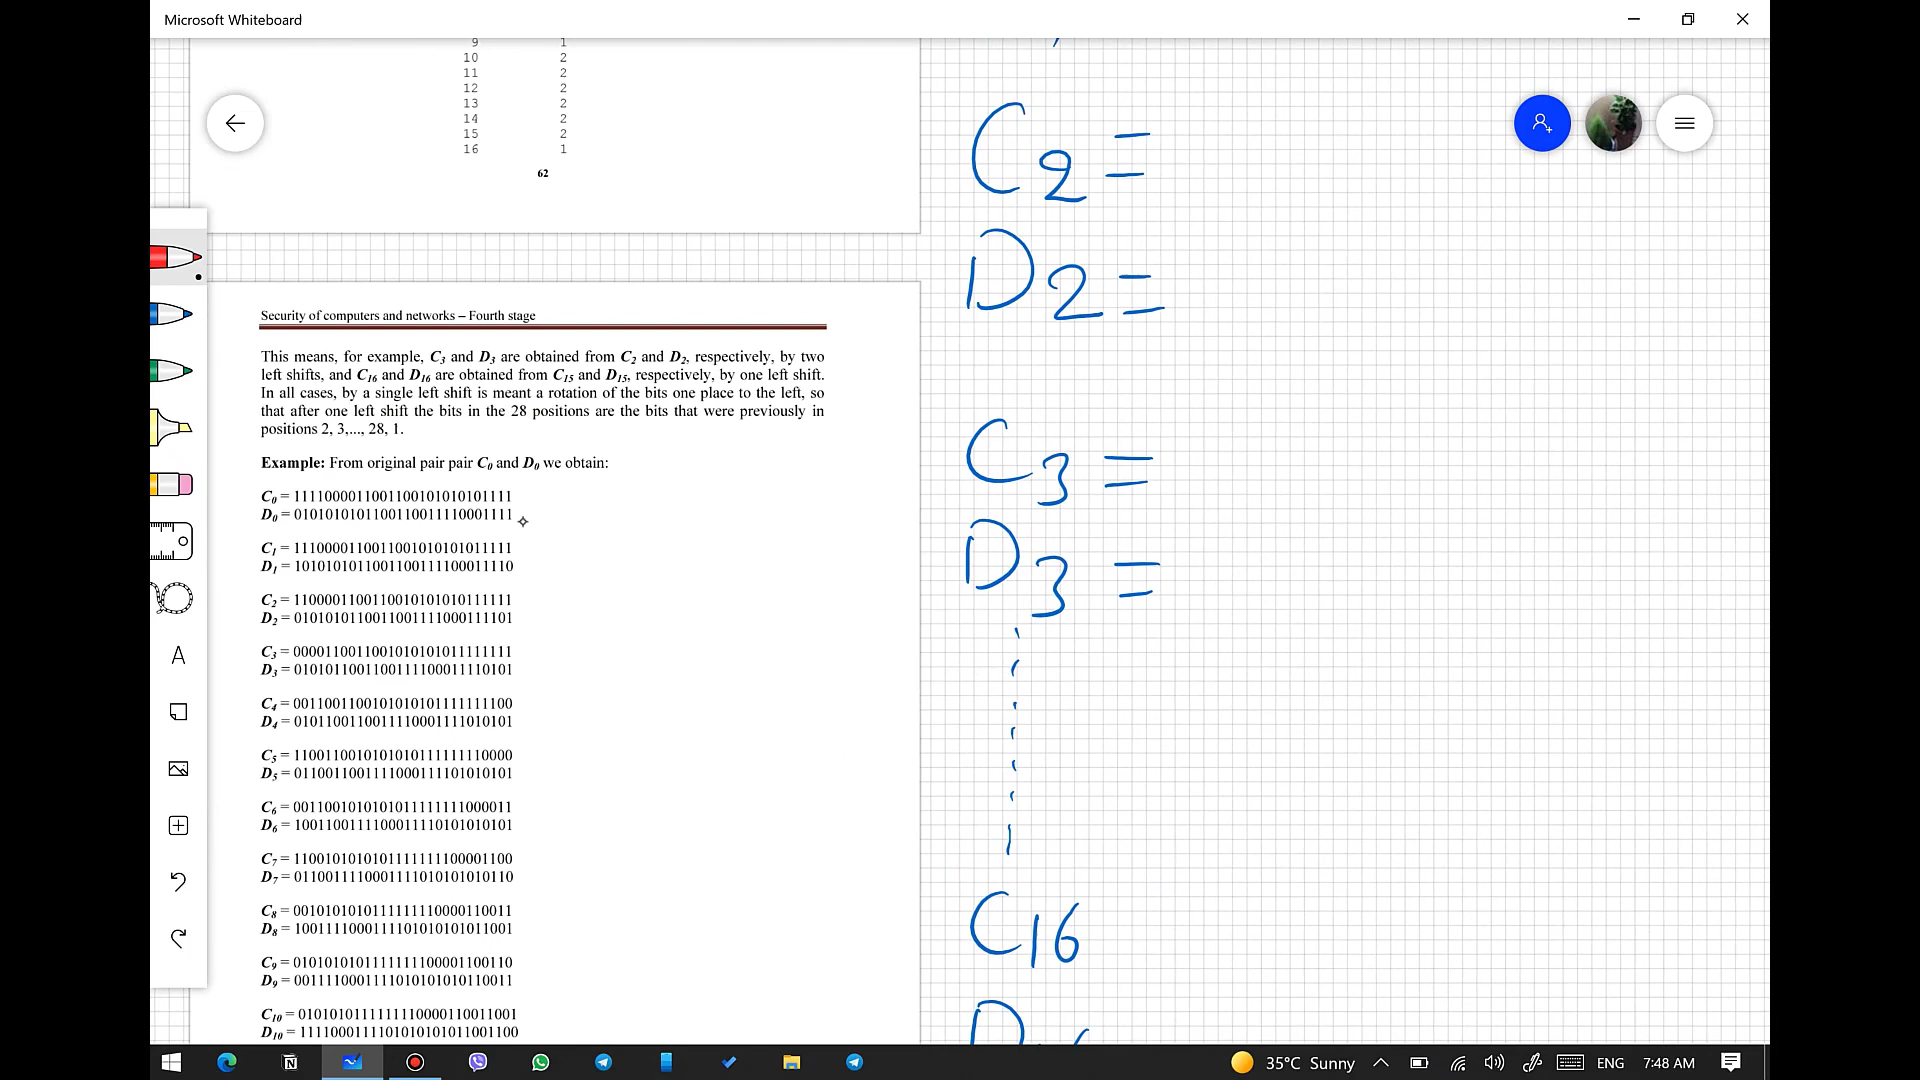 Microsoft Whiteboard
9 1
10 2
11 2
12 2
13 2
14 2
15 2
16 1
62
Security of computers and networks – Fourth stage
This means, for example, C3 and D3 are obtained from C2 and D2, respectively, by two
left shifts, and C16 and D16 are obtained from C15 and D15, respectively, by one left shift.
In all cases, by a single left shift is meant a rotation of the bits one place to the left, so
that after one left shift the bits in the 28 positions are the bits that were previously in
positions 2, 3,..., 28, 1.
Example: From original pair pair C0 and D0 we obtain:
C0 = 1111000011001100101010101111
D0 = 0101010101100110011110001111
C1 = 1110000110011001010101011111
D1 = 1010101011001100111100011110
C2 = 1100001100110010101010111111
D2 = 0101010110011001111000111101
C3 = 0000110011001010101011111111
D3 = 0101011001100111100011110101
C4 = 0011001100101010101111111100
D4 = 0101100110011110001111010101
C5 = 1100110010101010111111110000
D5 = 0110011001111000111101010101
C6 = 0011001010101011111111000011
D6 = 1001100111100011110101010101
C7 = 1100101010101111111100001100
D7 = 0110011110001111010101010110
C8 = 0010101010111111110000110011
D8 = 1001111000111101010101011001
C9 = 0101010101111111100001100110
D9 = 0011110001111010101010110011
C10 = 0101010111111110000110011001
D10 = 1111000111101010101011001100
C2 =
D2 =
C3 =
D3 =
C16
D
A
35°C Sunny
ENG
7:48 AM